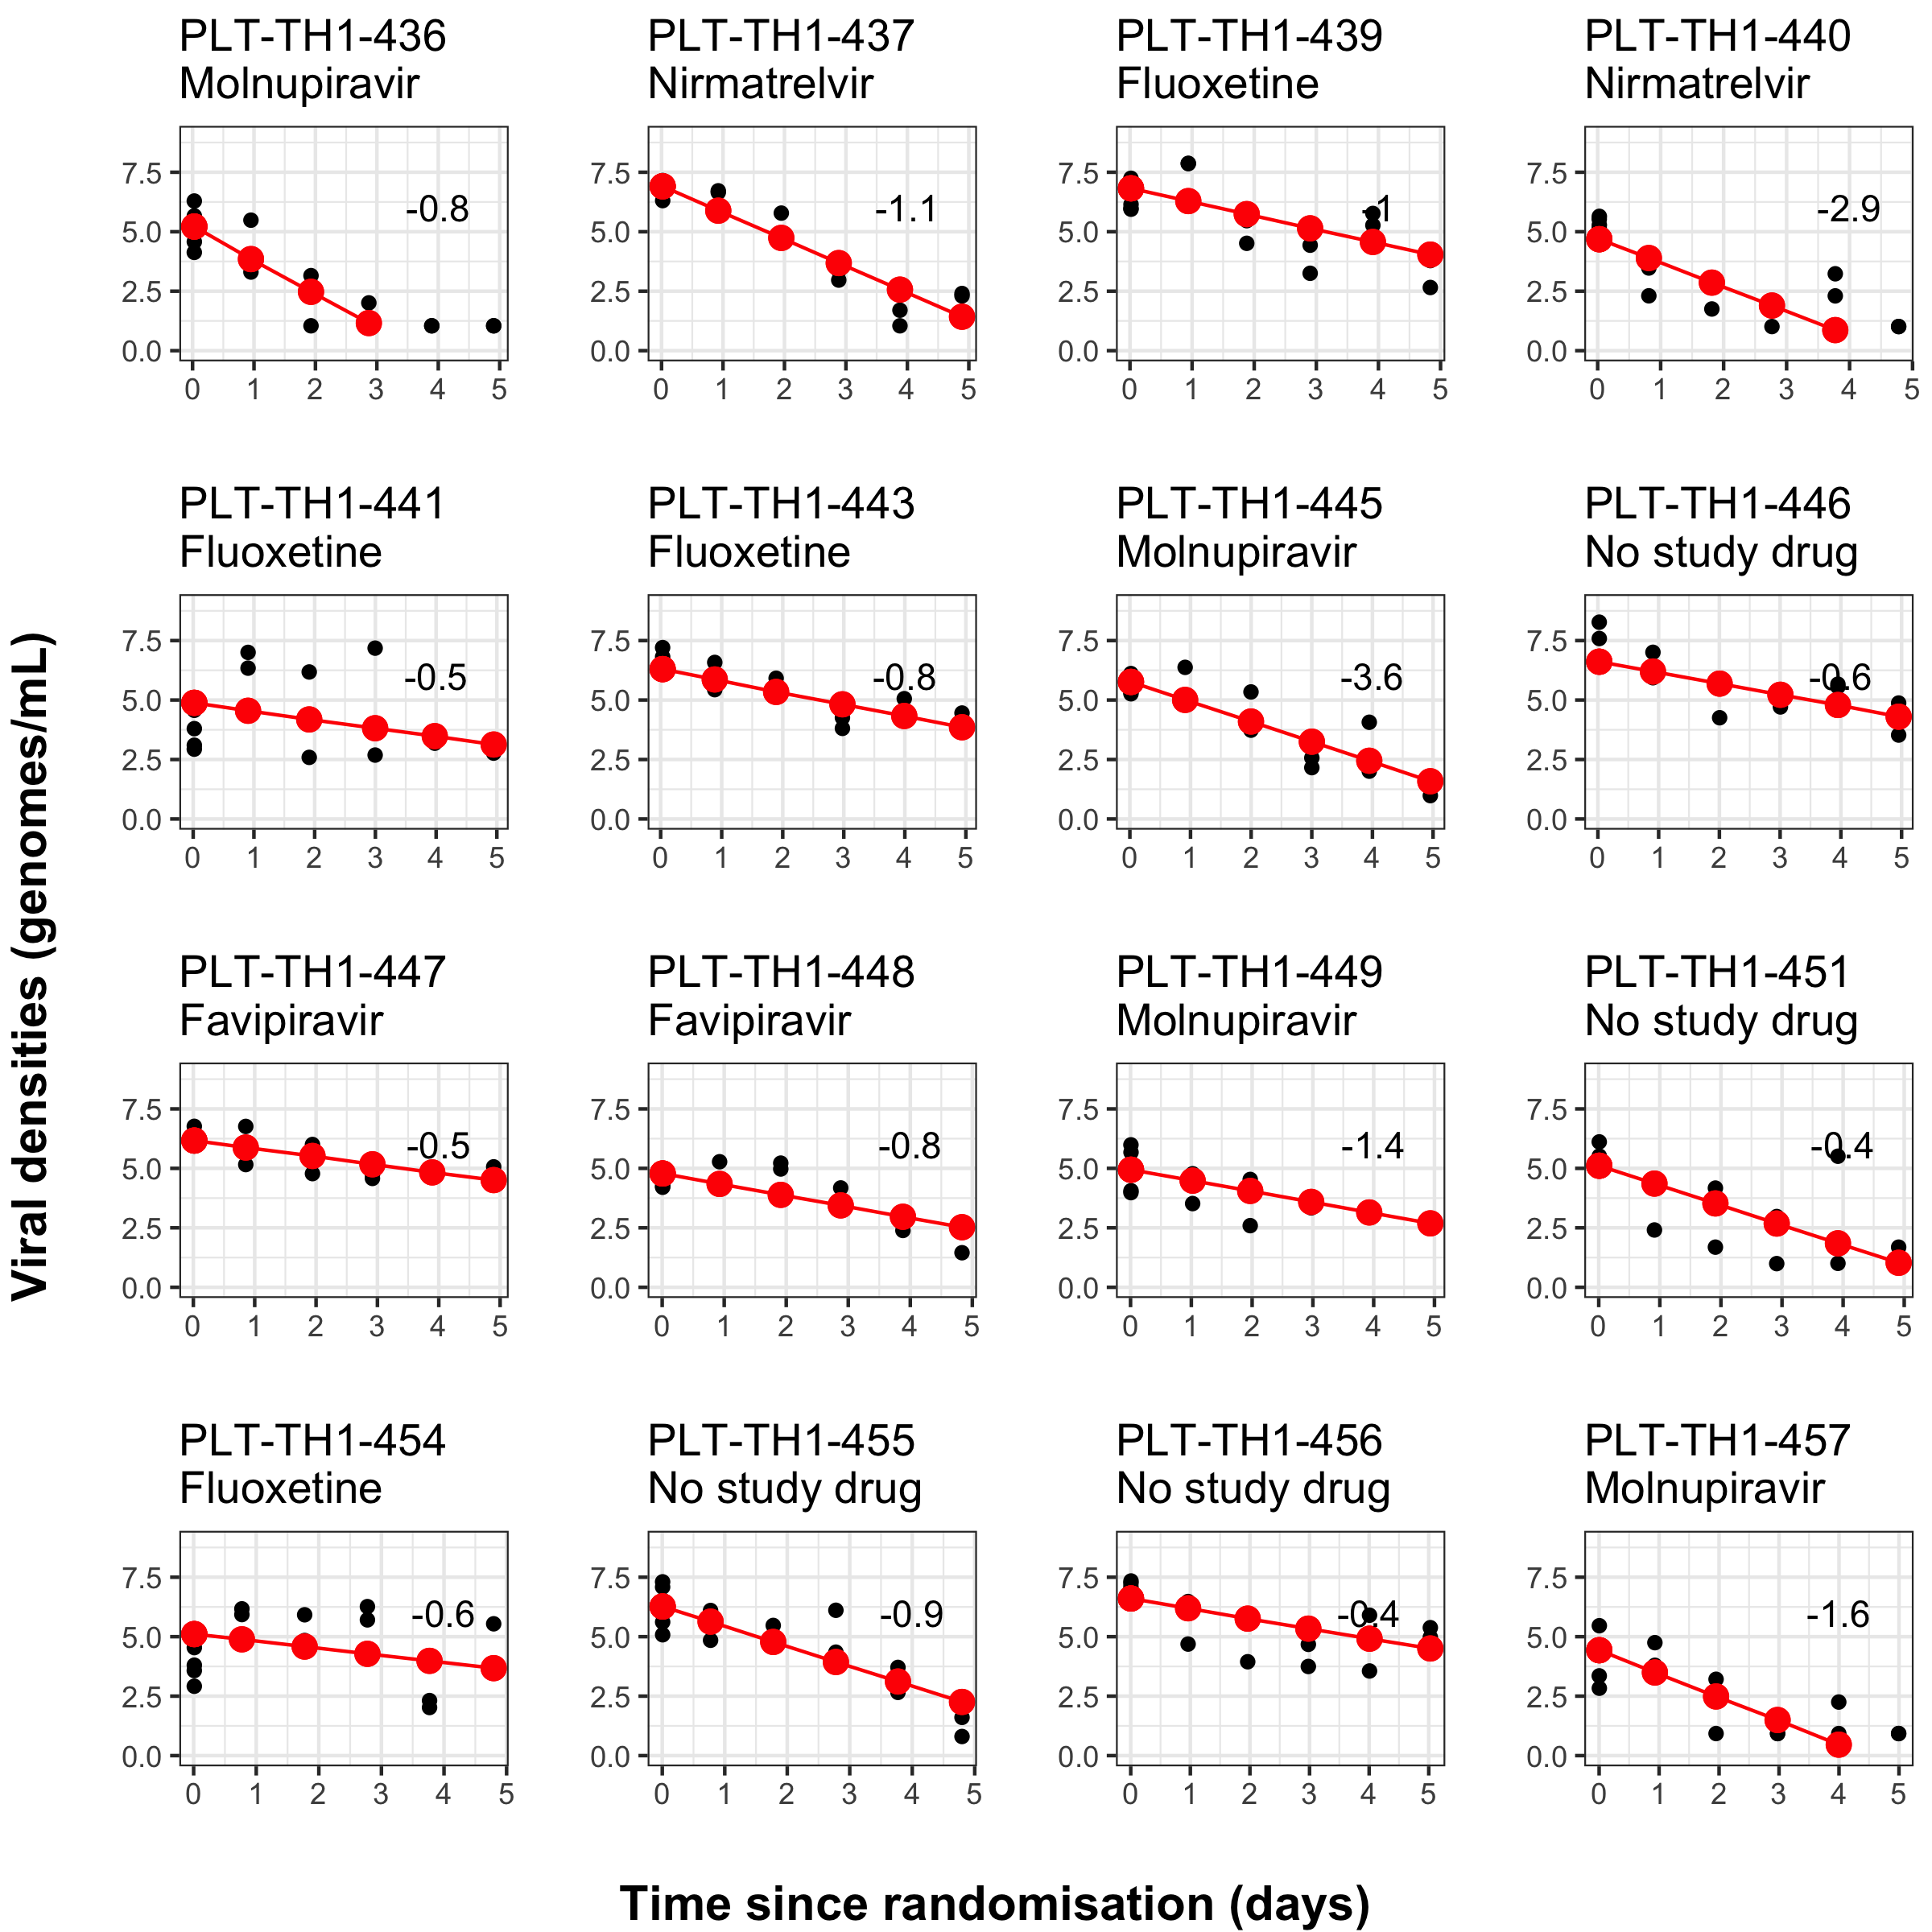 PLT-TH1-436
Molnupiravir
PLT-TH1-437
Nirmatrelvir
PLT-TH1-439
Fluoxetine
PLT-TH1-440
Nirmatrelvir
7.5
5.0
2.5
0.0
-0.8
0 1 2 3 4 5
7.5
5.0
2.5
0.0
-1.1
0 1 2 3 4 5
7.5
5.0
2.5
0.0
-1
0 1 2 3 4 5
7.5
5.0
2.5
0.0
-2.9
0 1 2 3 4 5
PLT-TH1-441
Fluoxetine
PLT-TH1-443
Fluoxetine
PLT-TH1-445
Molnupiravir
PLT-TH1-446
No study drug
7.5
5.0
2.5
0.0
-0.5
0 1 2 3 4 5
7.5
5.0
2.5
0.0
-0.8
0 1 2 3 4 5
7.5
5.0
2.5
0.0
-3.6
0 1 2 3 4 5
7.5
5.0
2.5
0.0
-0.6
0 1 2 3 4 5
Viral densities (genomes/mL)
PLT-TH1-447
Favipiravir
PLT-TH1-448
Favipiravir
PLT-TH1-449
Molnupiravir
PLT-TH1-451
No study drug
7.5
5.0
2.5
0.0
-0.5
0 1 2 3 4 5
7.5
5.0
2.5
0.0
-0.8
0 1 2 3 4 5
7.5
5.0
2.5
0.0
-1.4
0 1 2 3 4 5
7.5
5.0
2.5
0.0
-0.4
0 1 2 3 4 5
PLT-TH1-454
Fluoxetine
PLT-TH1-455
No study drug
PLT-TH1-456
No study drug
PLT-TH1-457
Molnupiravir
7.5
5.0
2.5
0.0
-0.6
0 1 2 3 4 5
7.5
5.0
2.5
0.0
-0.9
0 1 2 3 4 5
7.5
5.0
2.5
0.0
-0.4
0 1 2 3 4 5
7.5
5.0
2.5
0.0
-1.6
0 1 2 3 4 5
Time since randomisation (days)